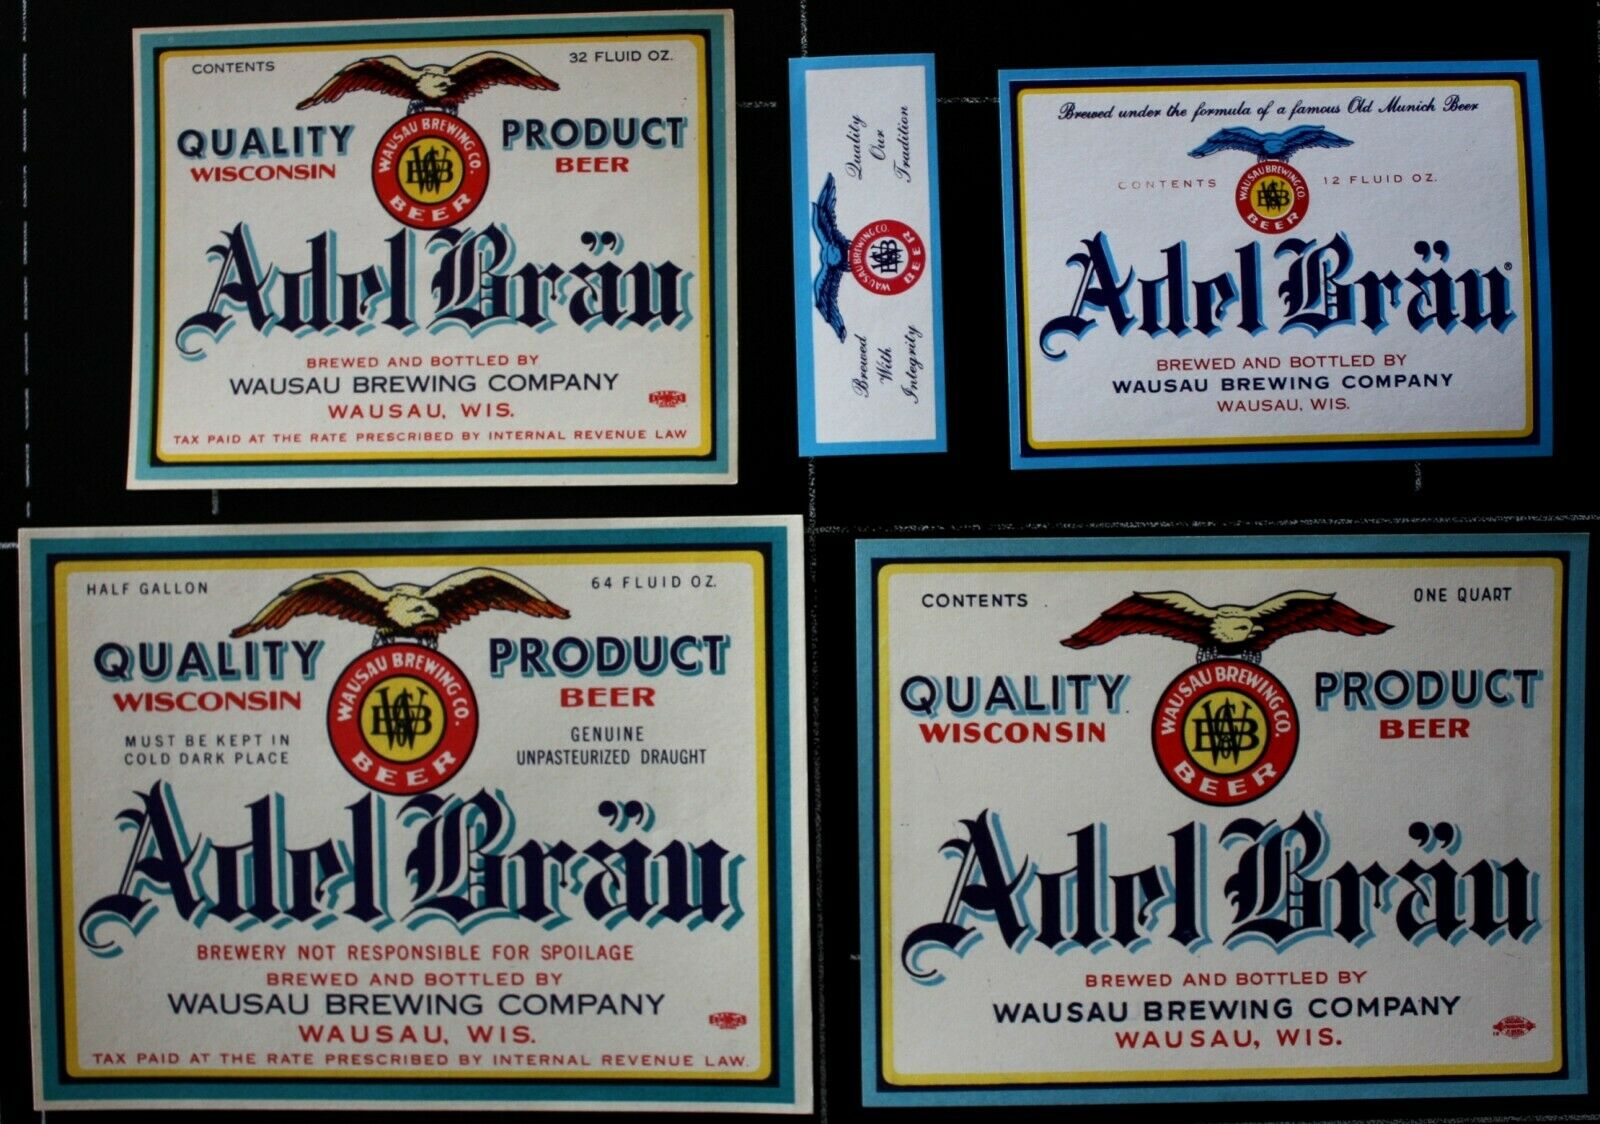 CONTENTS 32 FLUID OZ.
QUALITY PRODUCT
WISCONSIN BEER
WAUSAU BREWING CO.
WBC
BEER
Adel Bräu
BREWED AND BOTTLED BY
WAUSAU BREWING COMPANY
WAUSAU, WIS.
TAX PAID AT THE RATE PRESCRIBED BY INTERNAL REVENUE LAW
Quality
Our
Tradition
WAUSAU BREWING CO.
WBC
BEER
Brewed
With
Integrity
Brewed under the formula of a famous Old Munich Beer
CONTENTS 12 FLUID OZ.
WAUSAU BREWING CO.
WBC
BEER
Adel Bräu®
BREWED AND BOTTLED BY
WAUSAU BREWING COMPANY
WAUSAU, WIS.
HALF GALLON 64 FLUID OZ.
QUALITY PRODUCT
WISCONSIN BEER
MUST BE KEPT IN
COLD DARK PLACE
GENUINE
UNPASTEURIZED DRAUGHT
WAUSAU BREWING CO.
WBC
BEER
Adel Bräu
BREWERY NOT RESPONSIBLE FOR SPOILAGE
BREWED AND BOTTLED BY
WAUSAU BREWING COMPANY
WAUSAU, WIS.
TAX PAID AT THE RATE PRESCRIBED BY INTERNAL REVENUE LAW.
CONTENTS ONE QUART
QUALITY PRODUCT
WISCONSIN BEER
WAUSAU BREWING CO.
WBC
BEER
Adel Bräu
BREWED AND BOTTLED BY
WAUSAU BREWING COMPANY
WAUSAU, WIS.